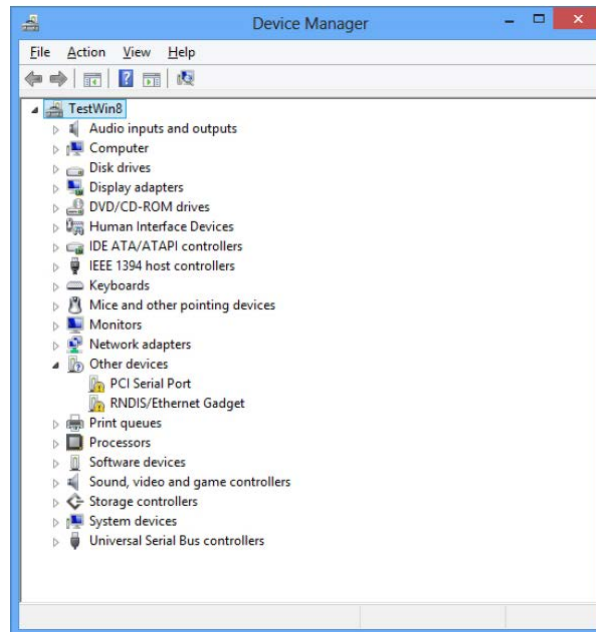 Device Manager
File Action View Help
TestWin8
Audio inputs and outputs
Computer
Disk drives
Display adapters
DVD/CD-ROM drives
Human Interface Devices
IDE ATA/ATAPI controllers
IEEE 1394 host controllers
Keyboards
Mice and other pointing devices
Monitors
Network adapters
Other devices
PCI Serial Port
RNDIS/Ethernet Gadget
Print queues
Processors
Software devices
Sound, video and game controllers
Storage controllers
System devices
Universal Serial Bus controllers